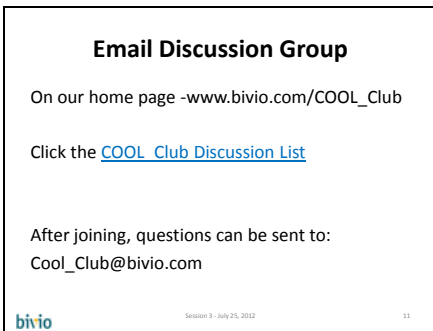 Email Discussion Group
On our home page -www.bivio.com/COOL_Club
Click the COOL_Club Discussion List
After joining, questions can be sent to:
Cool_Club@bivio.com
bivio
Session 3 - July 25, 2012
11